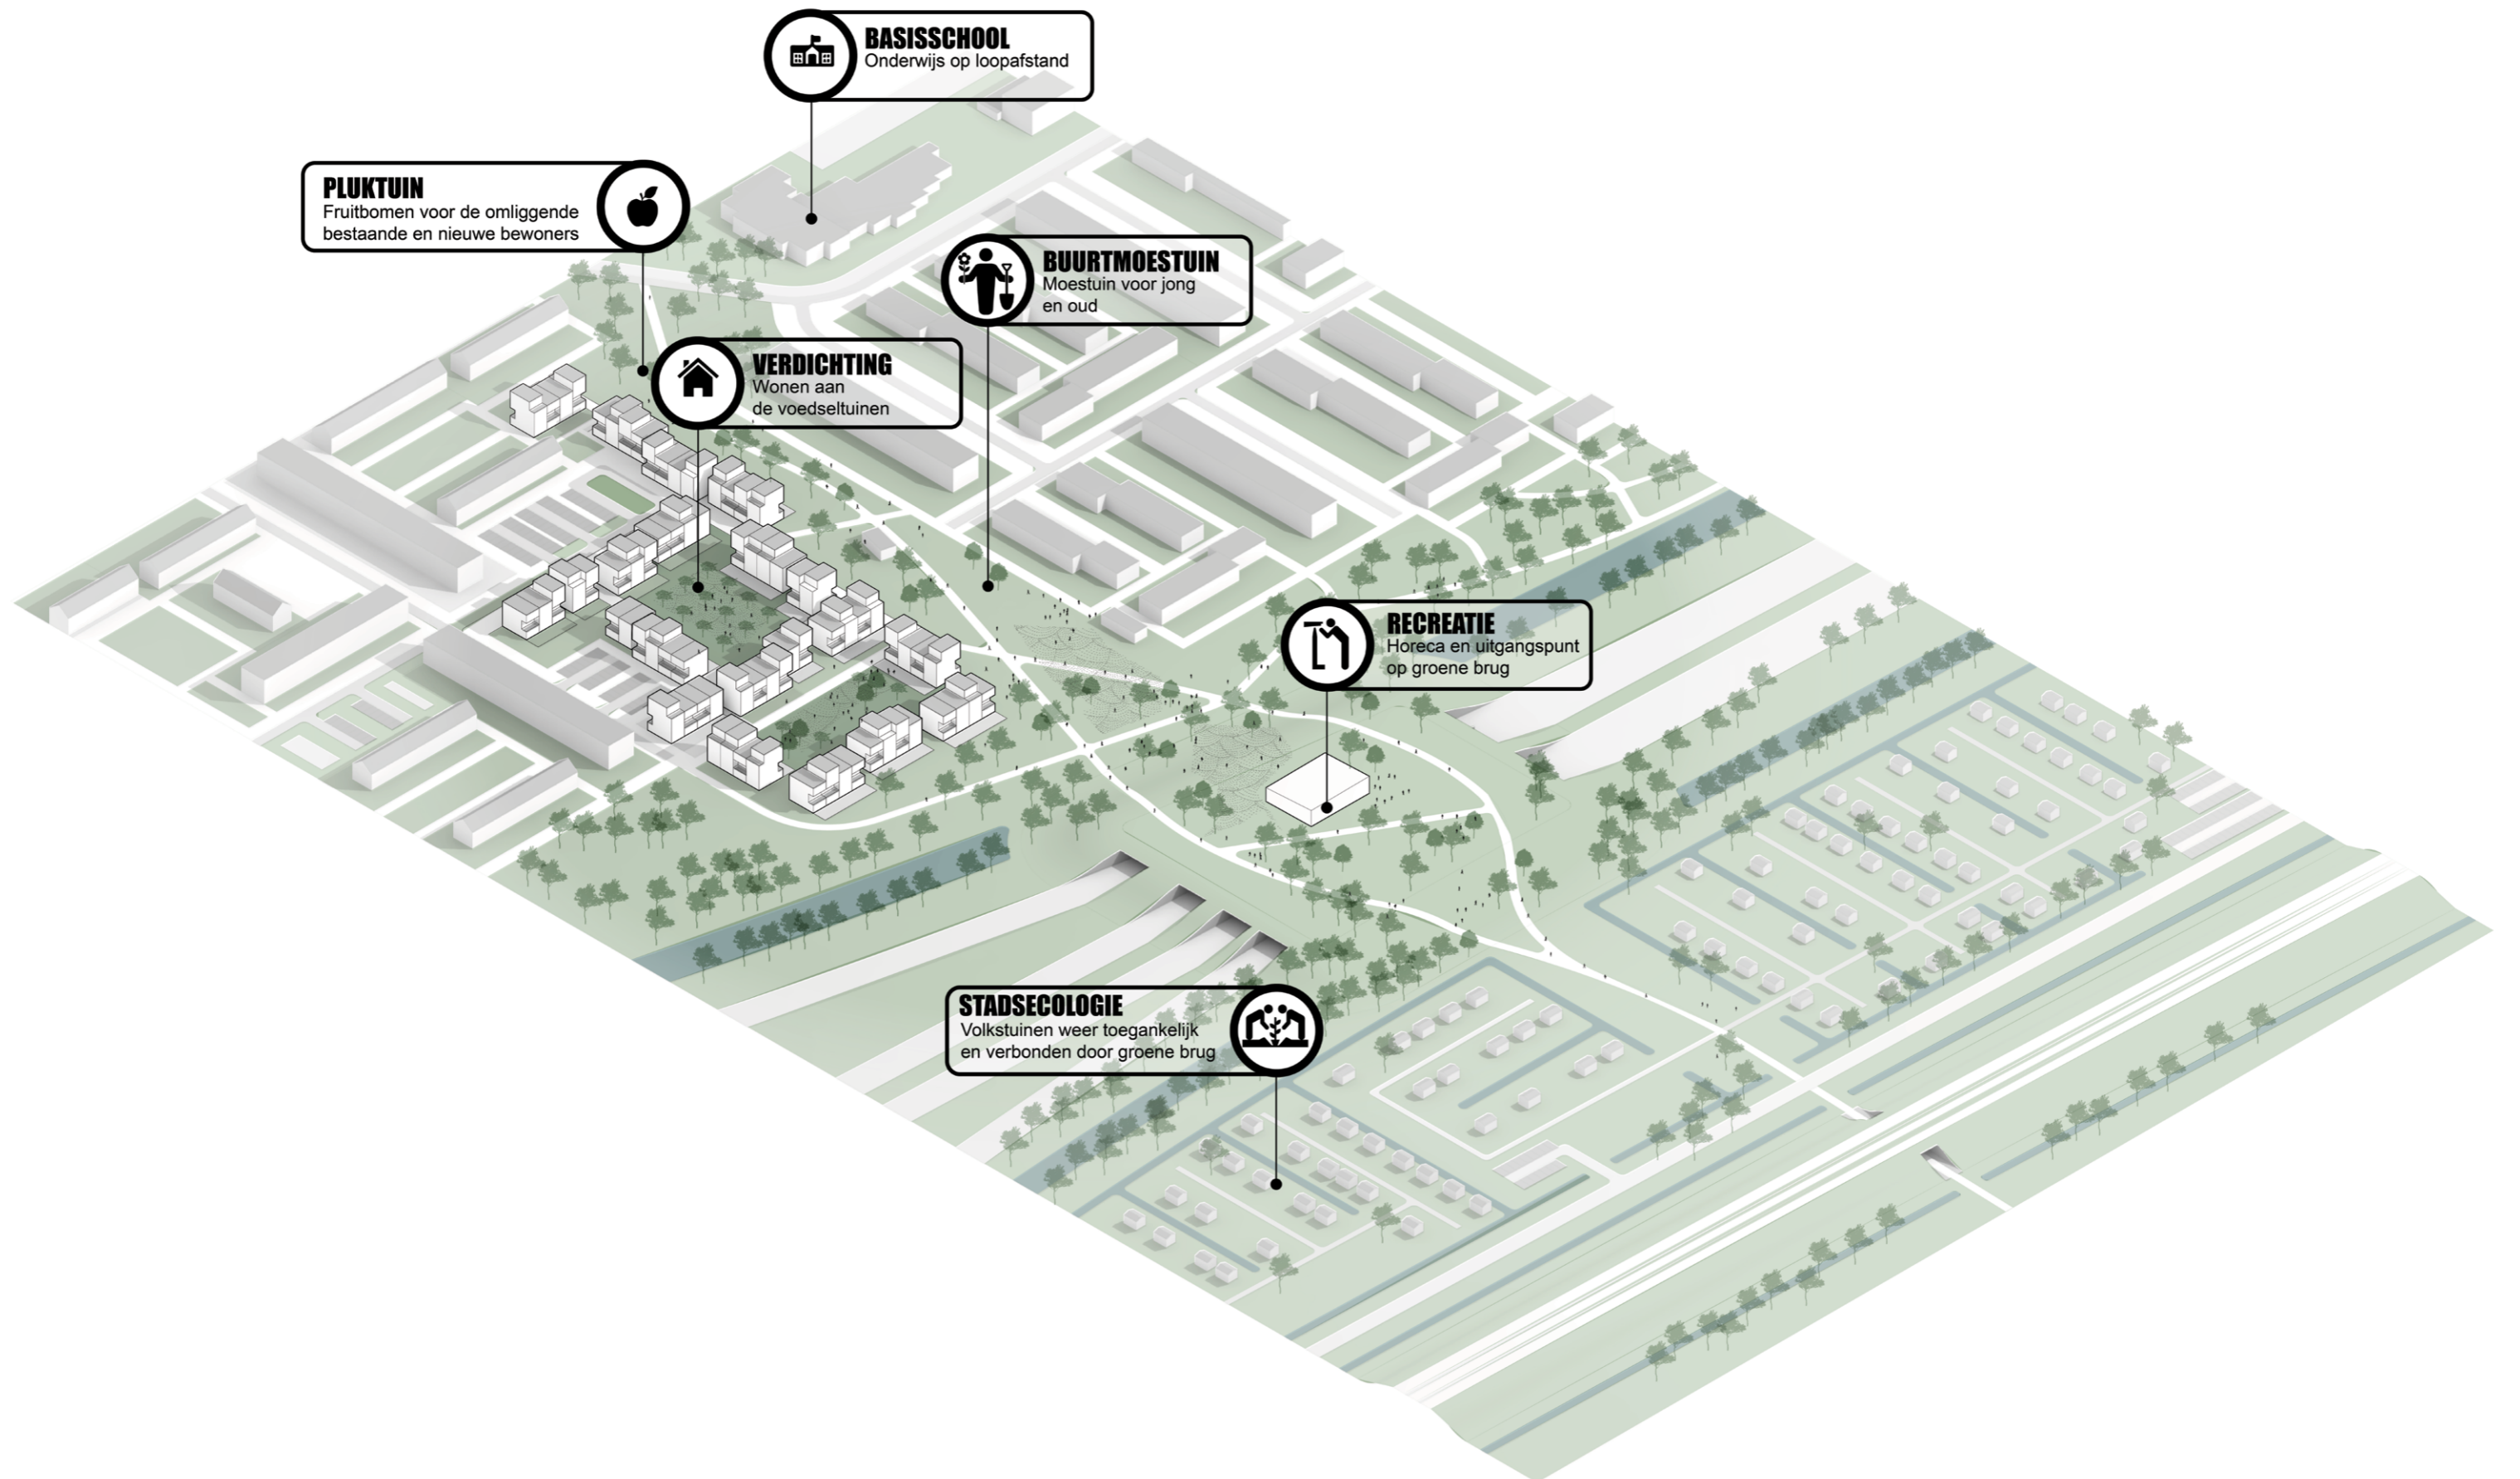 BASISSCHOOL
Onderwijs op loopafstand
PLUKTUIN
Fruitbomen voor de omliggende
bestaande en nieuwe bewoners
BUURTMOESTUIN
Moestuin voor jong
en oud
VERDICHTING
Wonen aan
de voedseltuinen
RECREATIE
Horeca en uitgangspunt
op groene brug
STADSECOLOGIE
Volkstuinen weer toegankelijk
en verbonden door groene brug